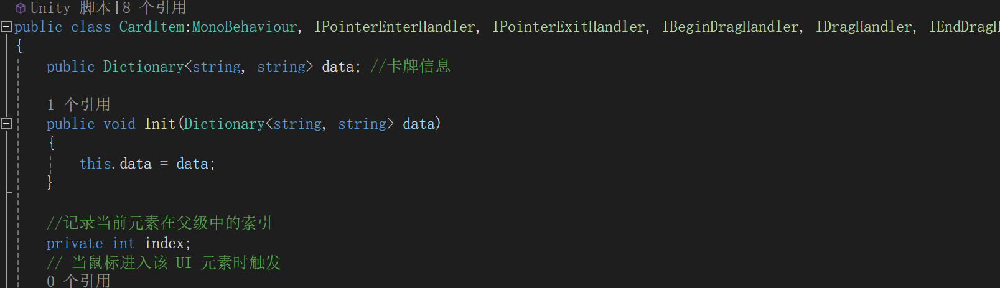 Unity 脚本|8 个引用
public class CardItem:MonoBehaviour, IPointerEnterHandler, IPointerExitHandler, IBeginDragHandler, IDragHandler, IEndDragH
{
public Dictionary<string, string> data; //卡牌信息
1 个引用
public void Init(Dictionary<string, string> data)
{
this.data = data;
}
//记录当前元素在父级中的索引
private int index;
// 当鼠标进入该 UI 元素时触发
0 个引用